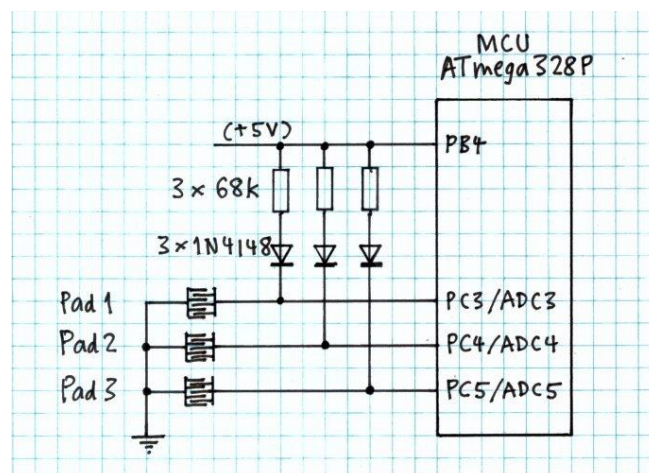 MCU
ATmega328P
(+5V)
PB4
3 × 68k
3×1N4148
Pad 1
PC3/ADC3
Pad 2
PC4/ADC4
Pad 3
PC5/ADC5